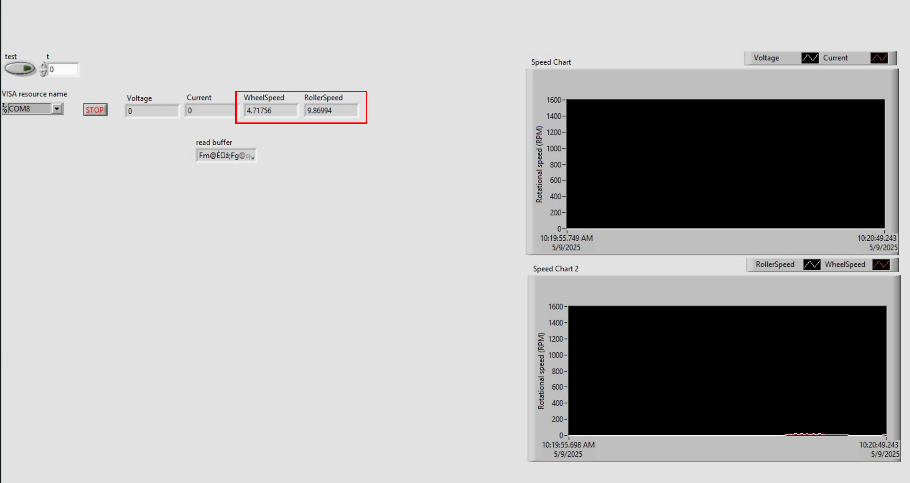 test
t
0
VISA resource name
COM8
STOP
Voltage
0
Current
0
WheelSpeed
4.71756
RollerSpeed
9.86994
read buffer
Speed Chart
Voltage
Current
Rotational speed (RPM)
1600
1400
1200
1000
800
600
400
200
0
10:19:55.749 AM
5/9/2025
10:20:49.243
5/9/2025
Speed Chart 2
RollerSpeed
WheelSpeed
Rotational speed (RPM)
1600
1400
1200
1000
800
600
400
200
0
10:19:55.698 AM
5/9/2025
10:20:49.243
5/9/2025